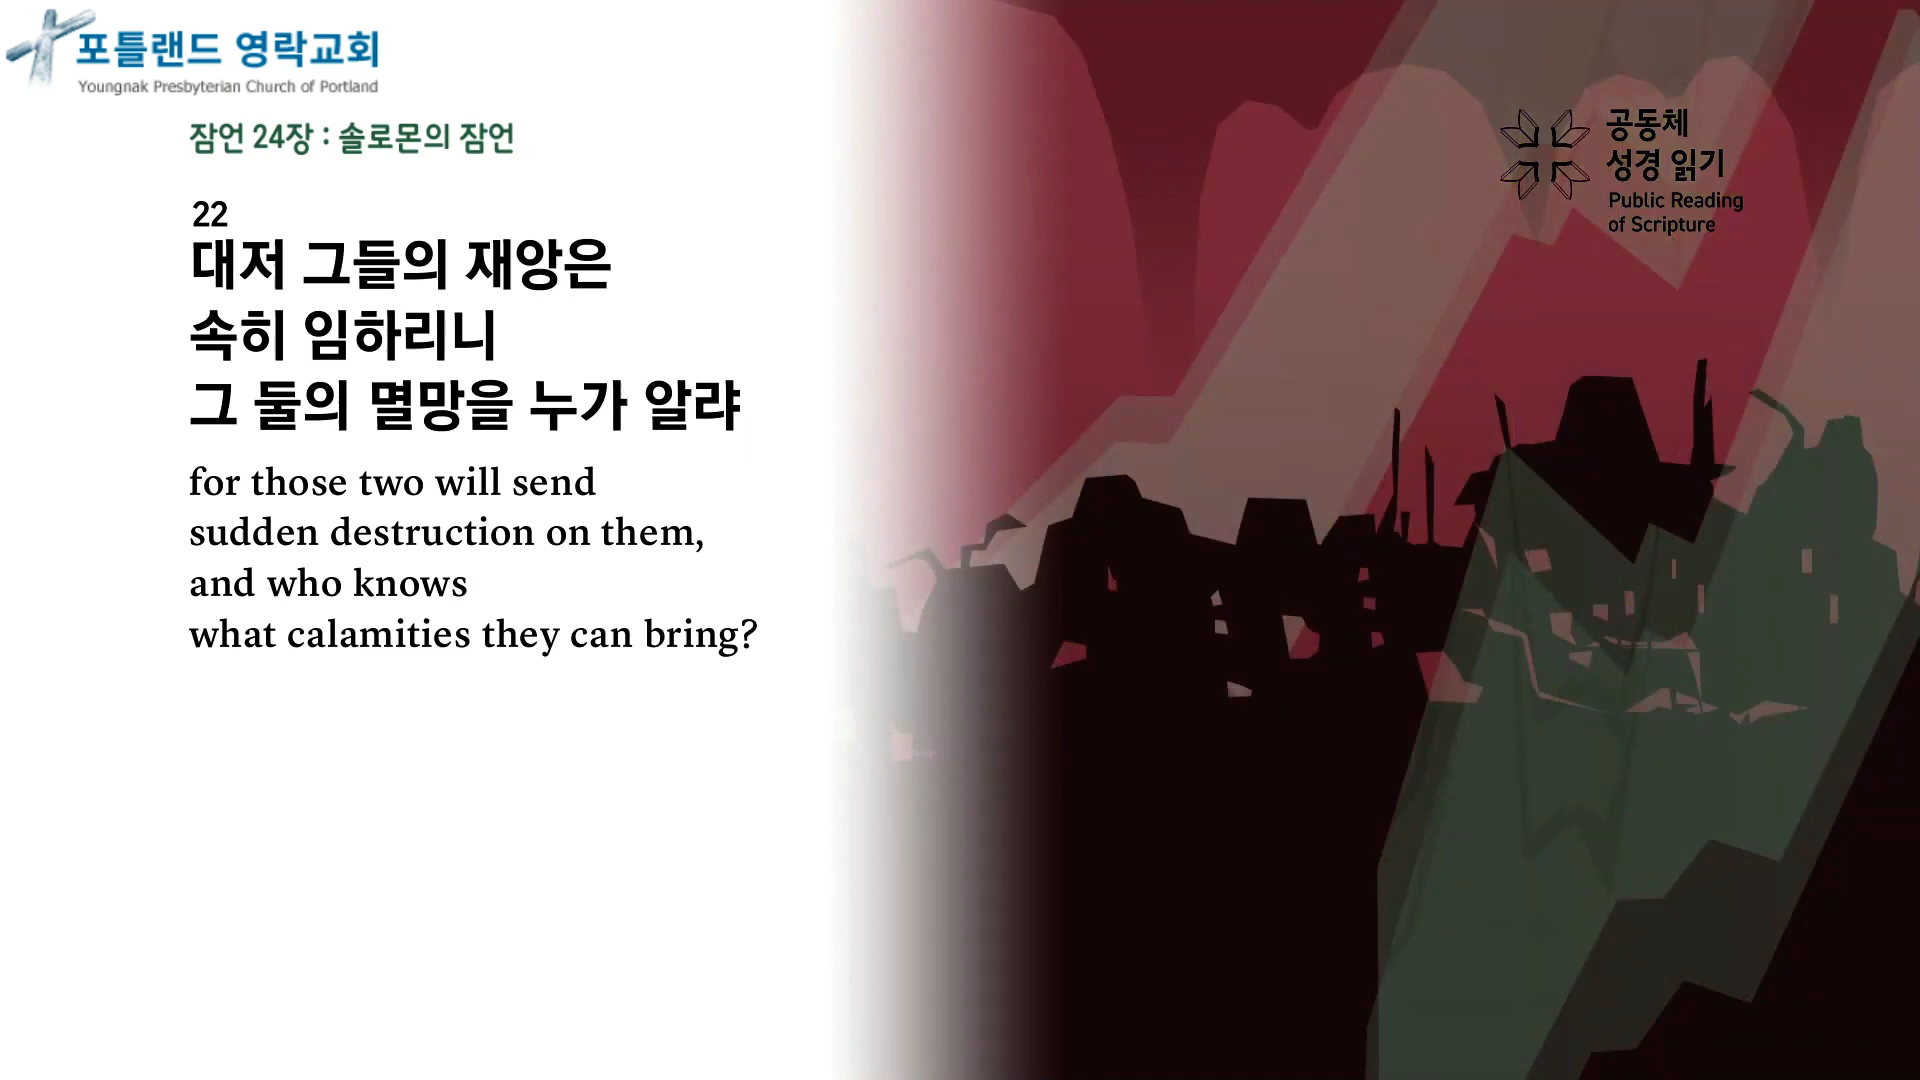 포틀랜드 영락교회
Youngnak Presbyterian Church of Portland
잠언 24장 : 솔로몬의 잠언
22
대저 그들의 재앙은
속히 임하리니
그 둘의 멸망을 누가 알랴
for those two will send
sudden destruction on them,
and who knows
what calamities they can bring?
공동체
성경 읽기
Public Reading
of Scripture